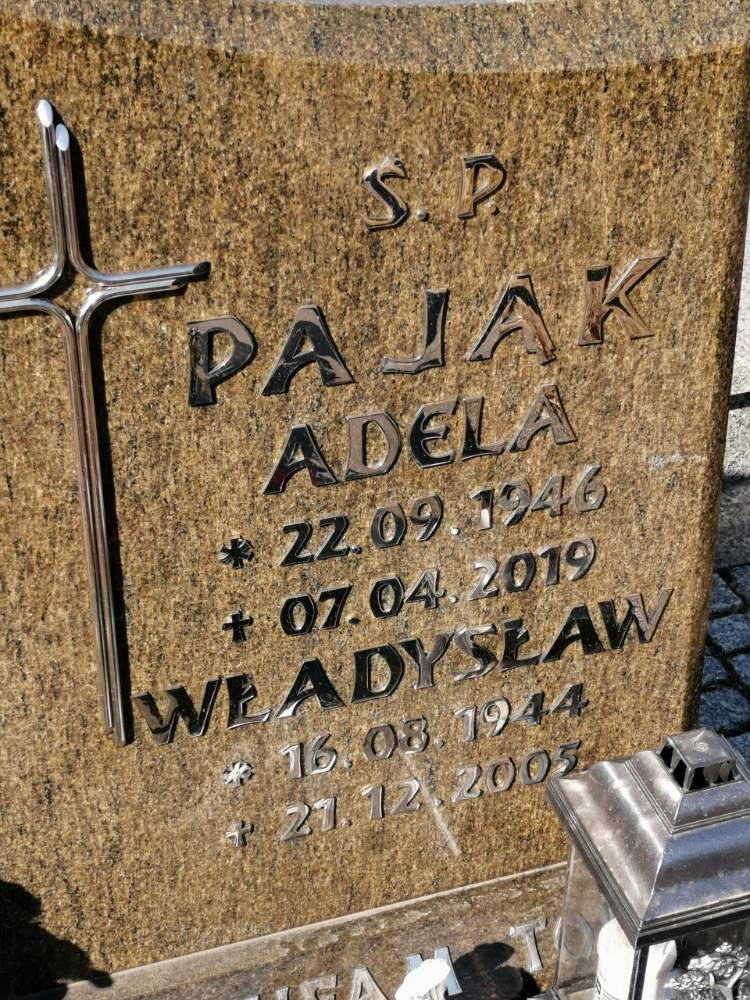 S. P.
PAJAK
ADELA
* 22.09.1946
+ 07.04.2019
WŁADYSŁAW
* 16.08.1944
+ 21.12.2005